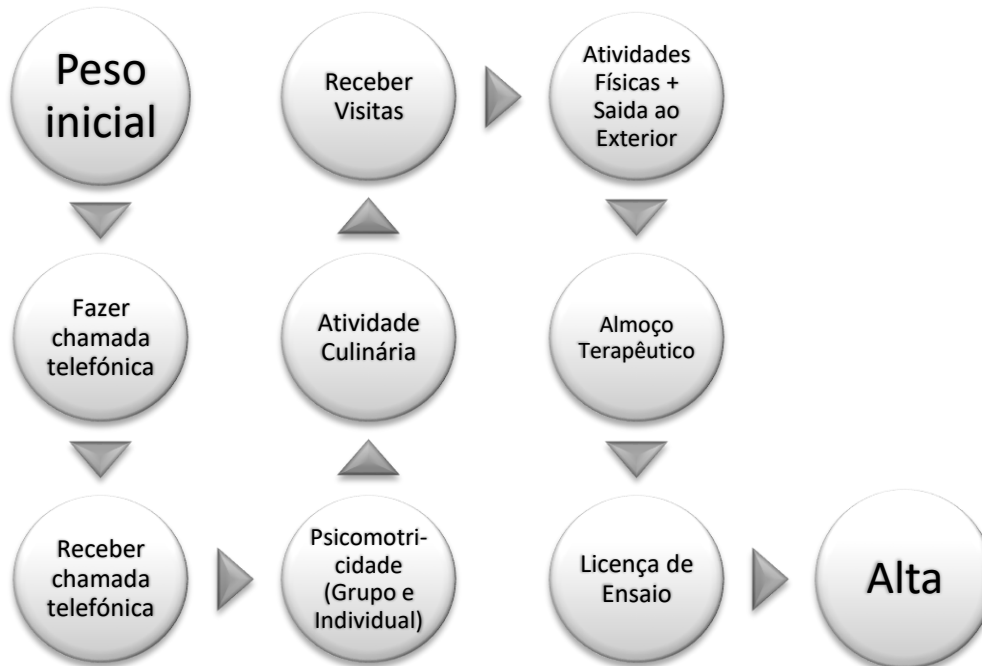 Peso
inicial
Fazer
chamada
telefónica
Receber
chamada
telefónica
Psicomotri-
cidade
(Grupo e
Individual)
Atividade
Culinária
Receber
Visitas
Atividades
Físicas +
Saida ao
Exterior
Almoço
Terapêutico
Licença de
Ensaio
Alta